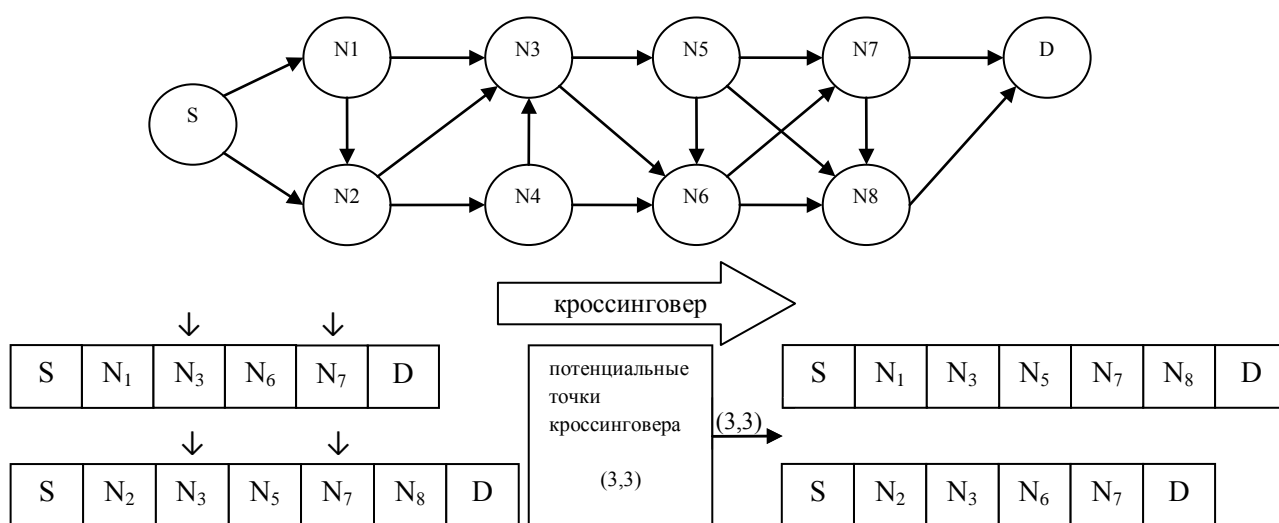 N1 N3 N5 N7 D
S
N2 N4 N6 N8
кроссинговер
↓ ↓
S N₁ N₃ N₆ N₇ D
потенциальные
точки
кроссинговера
(3,3)
(3,3)
S N₁ N₃ N₅ N₇ N₈ D
↓ ↓
S N₂ N₃ N₅ N₇ N₈ D
S N₂ N₃ N₆ N₇ D